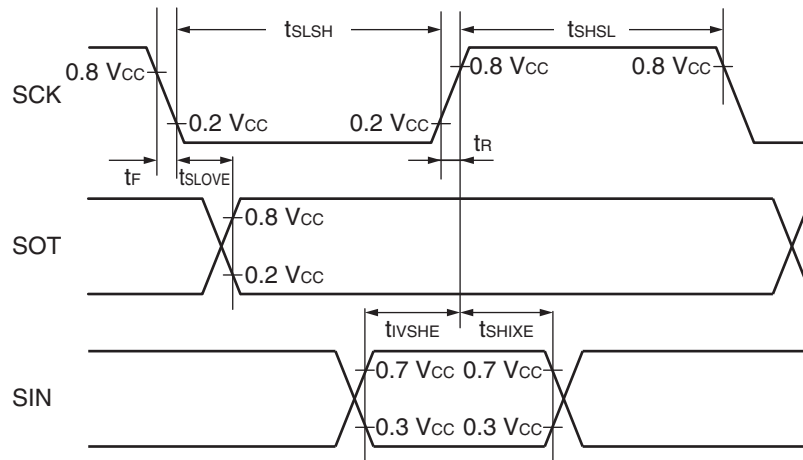 tSLSH tSHSL
0.8 VCC 0.8 VCC 0.8 VCC
SCK
0.2 VCC 0.2 VCC
tF tSLOVE tR
0.8 VCC
SOT
0.2 VCC
tIVSHE tSHIXE
0.7 VCC 0.7 VCC
SIN
0.3 VCC 0.3 VCC